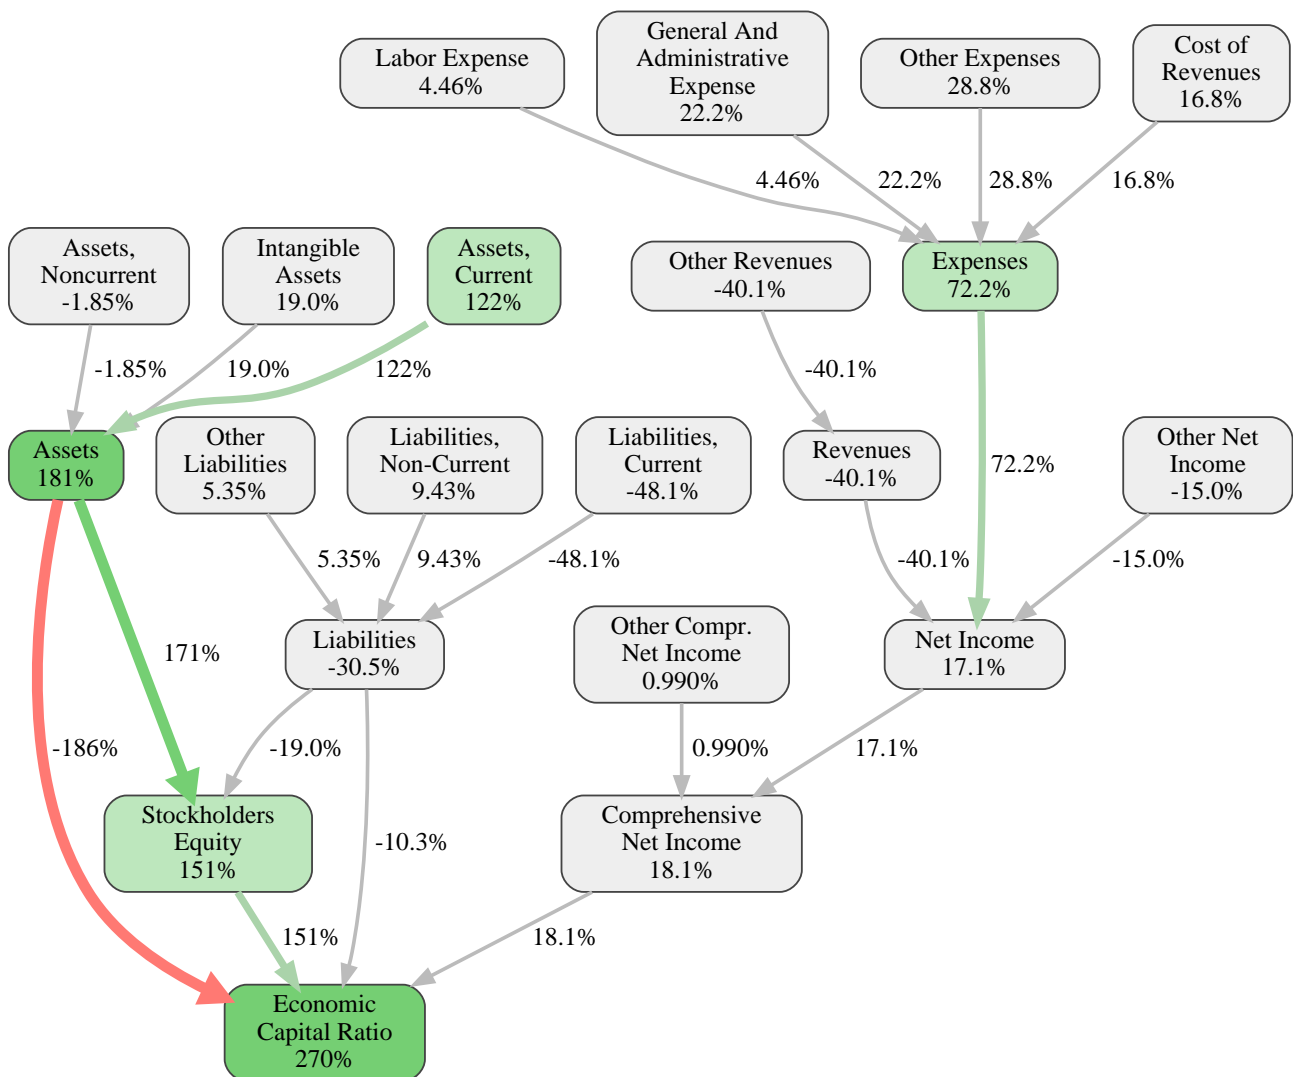 Labor Expense
4.46%
General And
Administrative
Expense
22.2%
Other Expenses
28.8%
Cost of
Revenues
16.8%
4.46%
22.2%
28.8%
16.8%
Assets,
Noncurrent
-1.85%
Intangible
Assets
19.0%
Assets,
Current
122%
Other Revenues
-40.1%
Expenses
72.2%
-1.85%
19.0%
122%
-40.1%
Assets
181%
Other
Liabilities
5.35%
Liabilities,
Non-Current
9.43%
Liabilities,
Current
-48.1%
Revenues
-40.1%
72.2%
Other Net
Income
-15.0%
5.35%
9.43%
-48.1%
-40.1%
-15.0%
171%
Liabilities
-30.5%
Other Compr.
Net Income
0.990%
Net Income
17.1%
-186%
-19.0%
0.990%
17.1%
Stockholders
Equity
151%
-10.3%
Comprehensive
Net Income
18.1%
151%
18.1%
Economic
Capital Ratio
270%